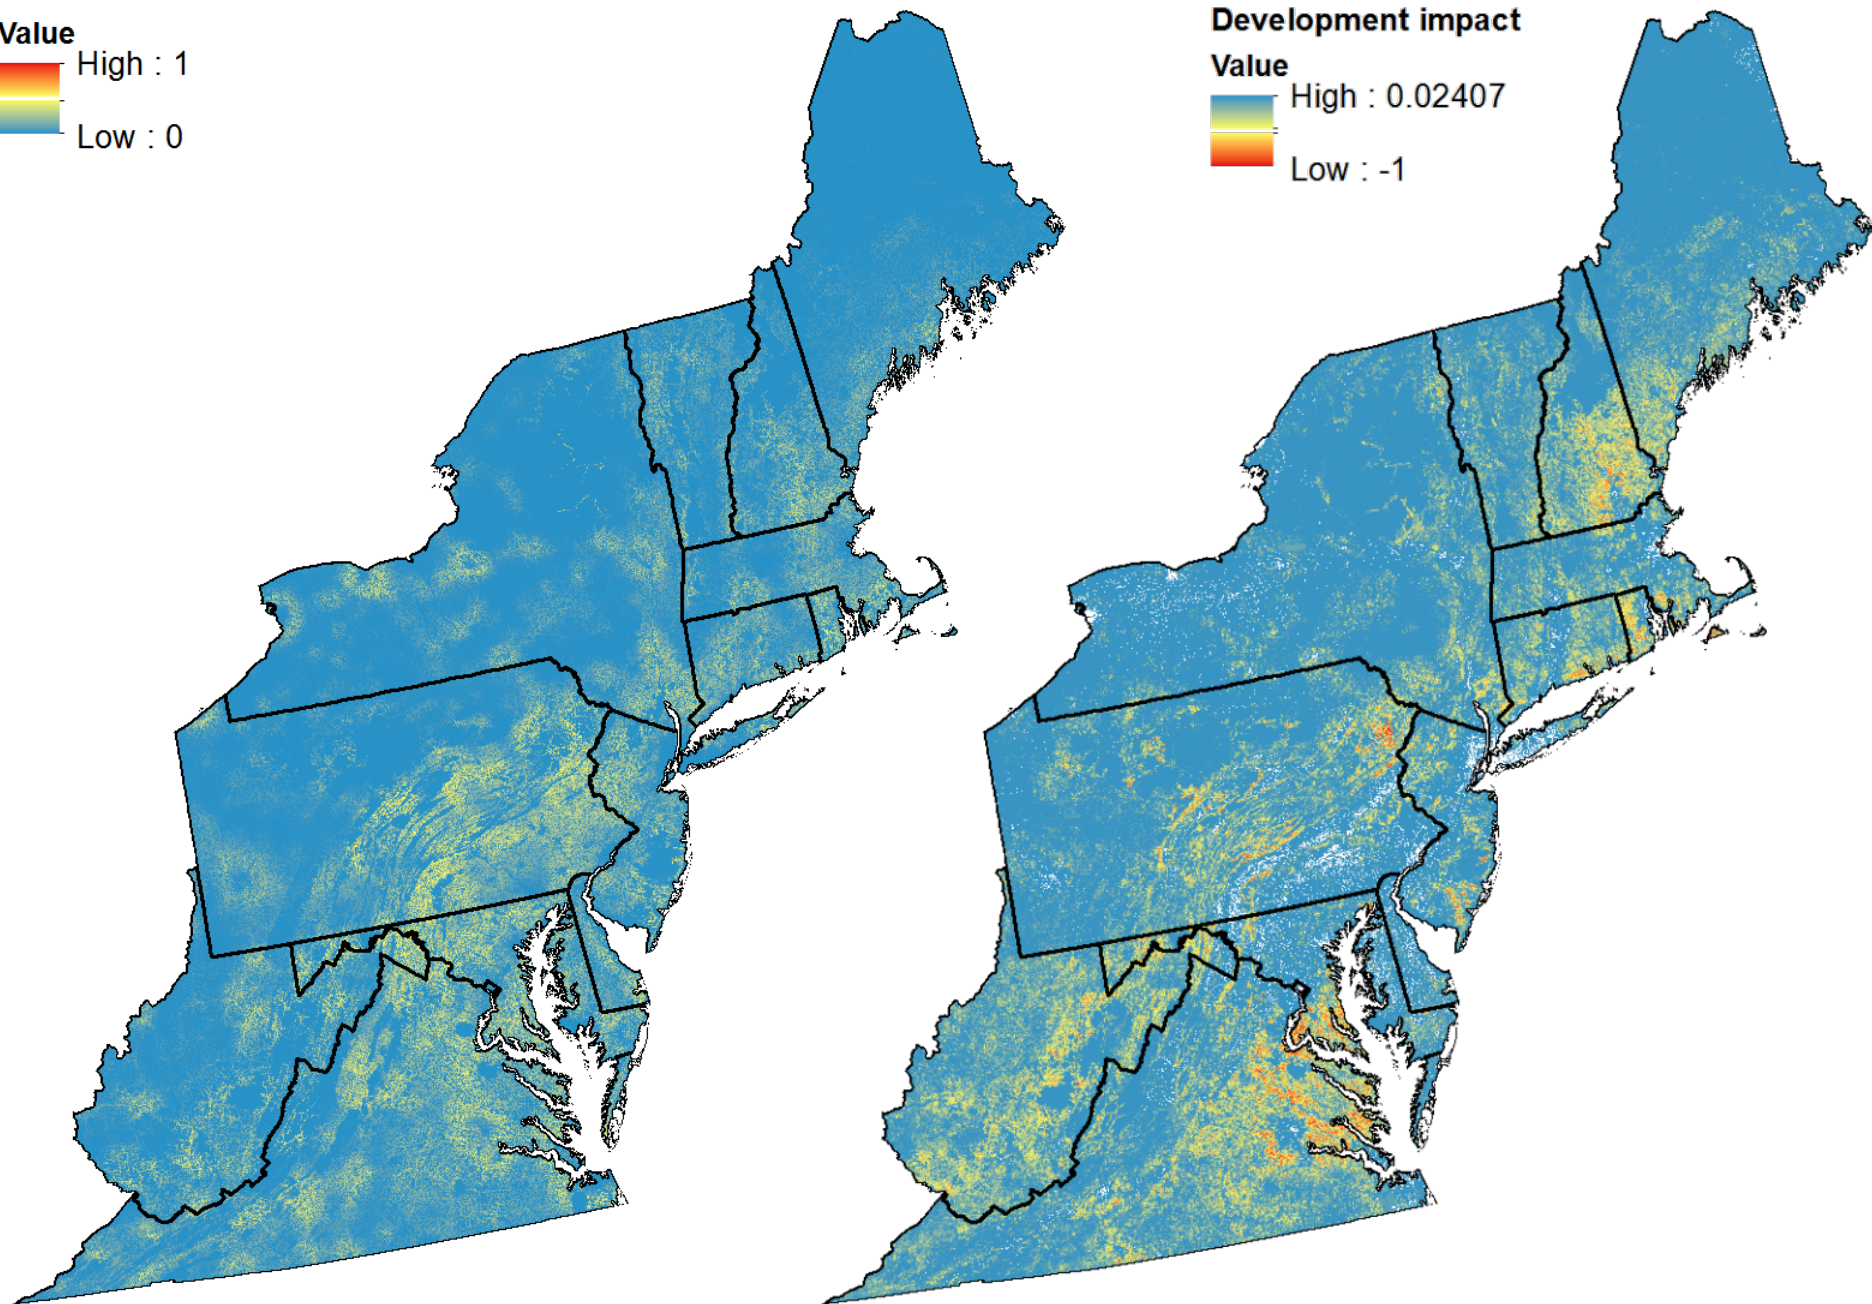 Value
High : 1
Low : 0
Development impact
Value
High : 0.02407
Low : -1